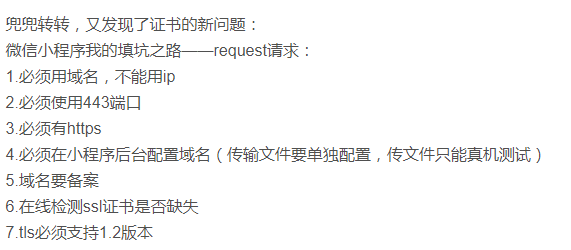 兜兜转转，又发现了证书的新问题：
微信小程序我的填坑之路——request请求：
1.必须用域名，不能用ip
2.必须使用443端口
3.必须有https
4.必须在小程序后台配置域名（传输文件要单独配置，传文件只能真机测试）
5.域名要备案
6.在线检测ssl证书是否缺失
7.tls必须支持1.2版本